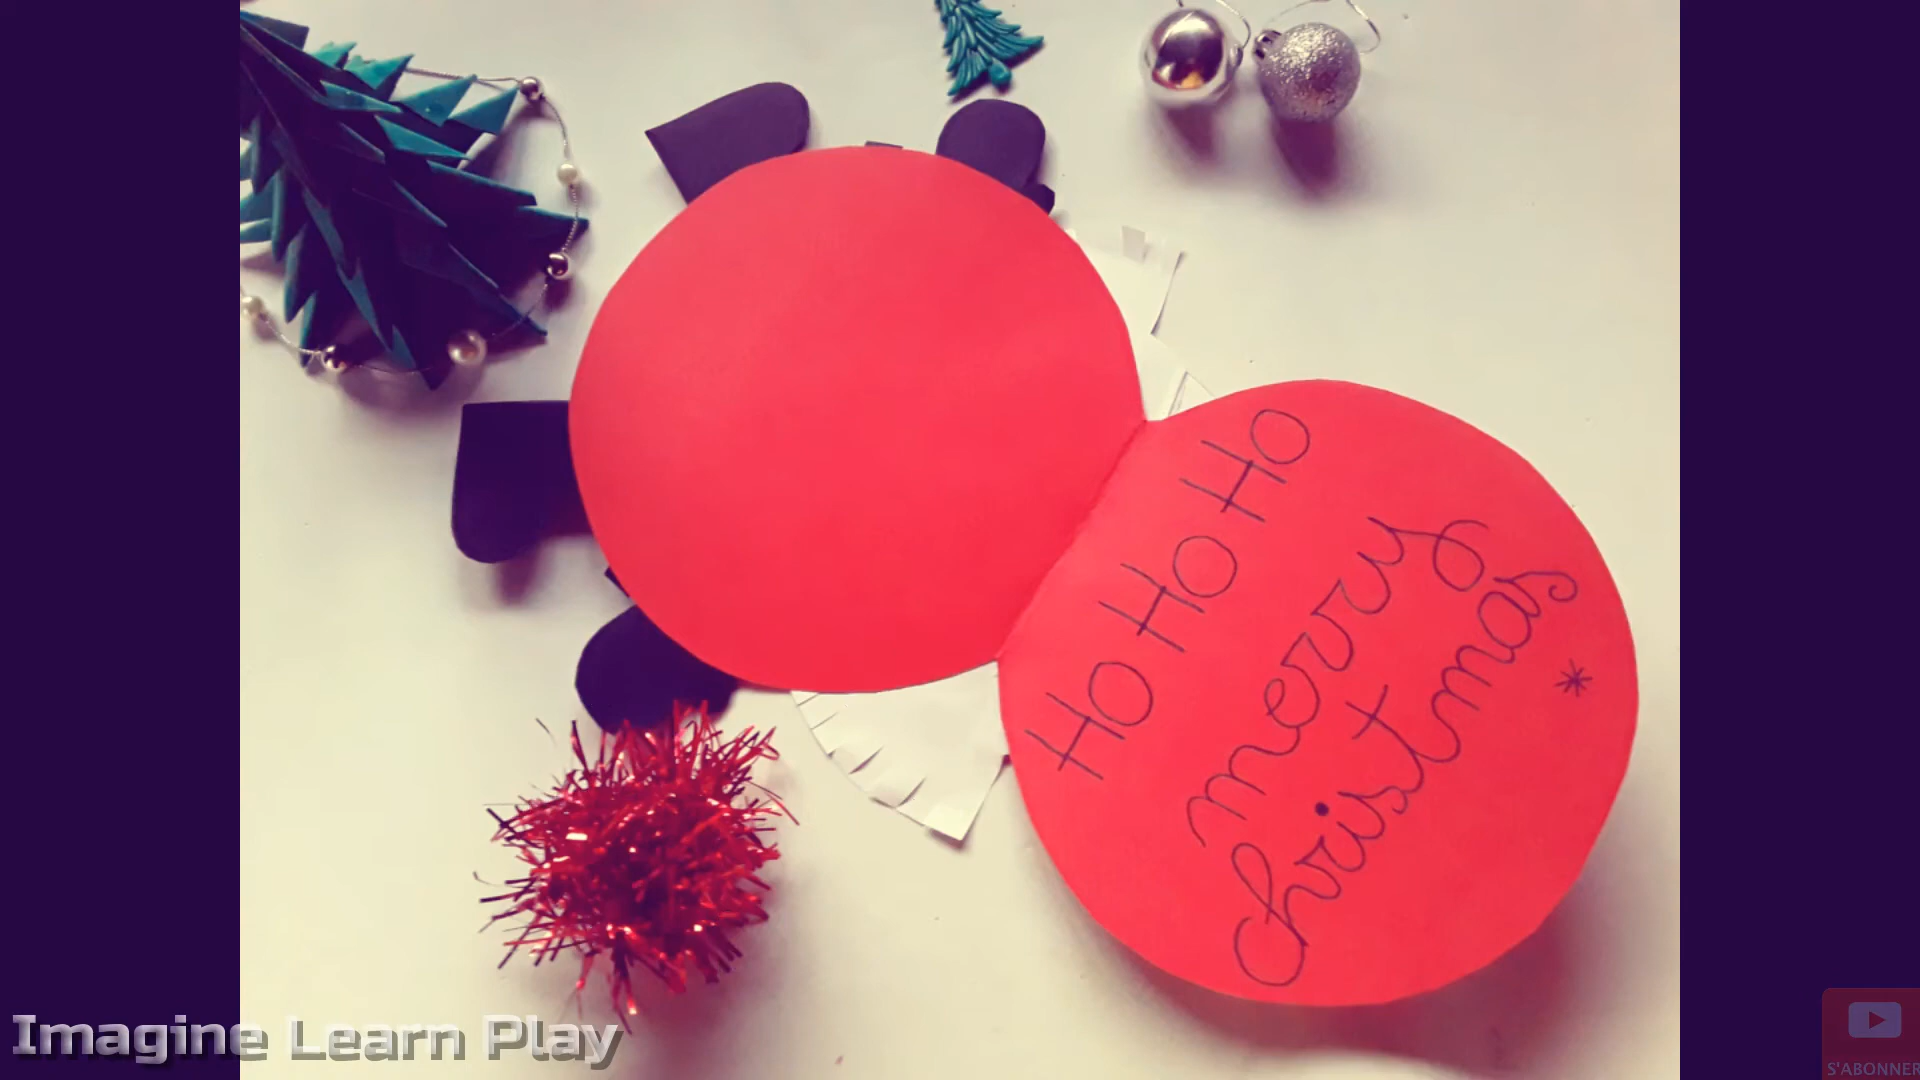 HO HO HO
merry
christmas
*
Imagine Learn Play
S'ABONNER